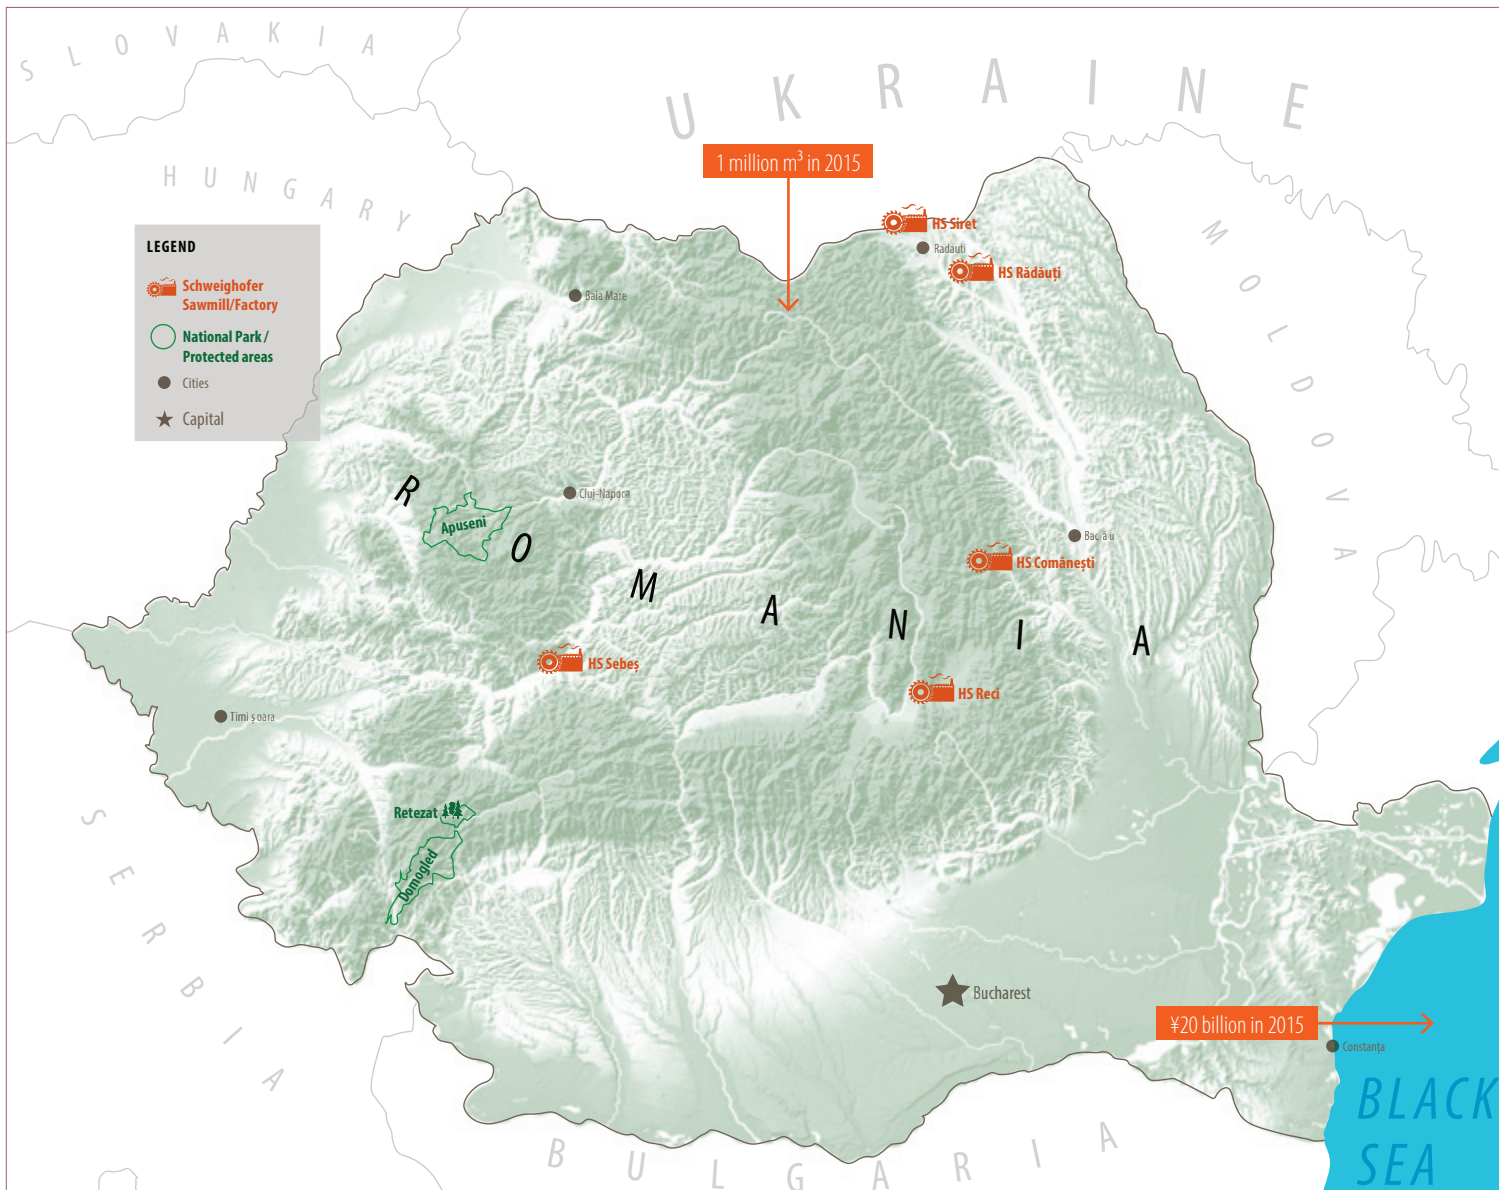 SLOVAKIA
UKRAINE
HUNGARY
MOLDOVA
1 million m³ in 2015
HS Siret
Radauti
HS Rădăuți
LEGEND
Schweighofer
Sawmill/Factory
National Park /
Protected areas
Cities
Capital
Baia Mare
Cluj-Napoca
Apuseni
ROMANIA
Bacău
HS Comănești
HS Sebeș
HS Reci
Timișoara
Retezat
Domogled
SERBIA
Bucharest
¥20 billion in 2015
Constanța
BLACK
SEA
BULGARIA